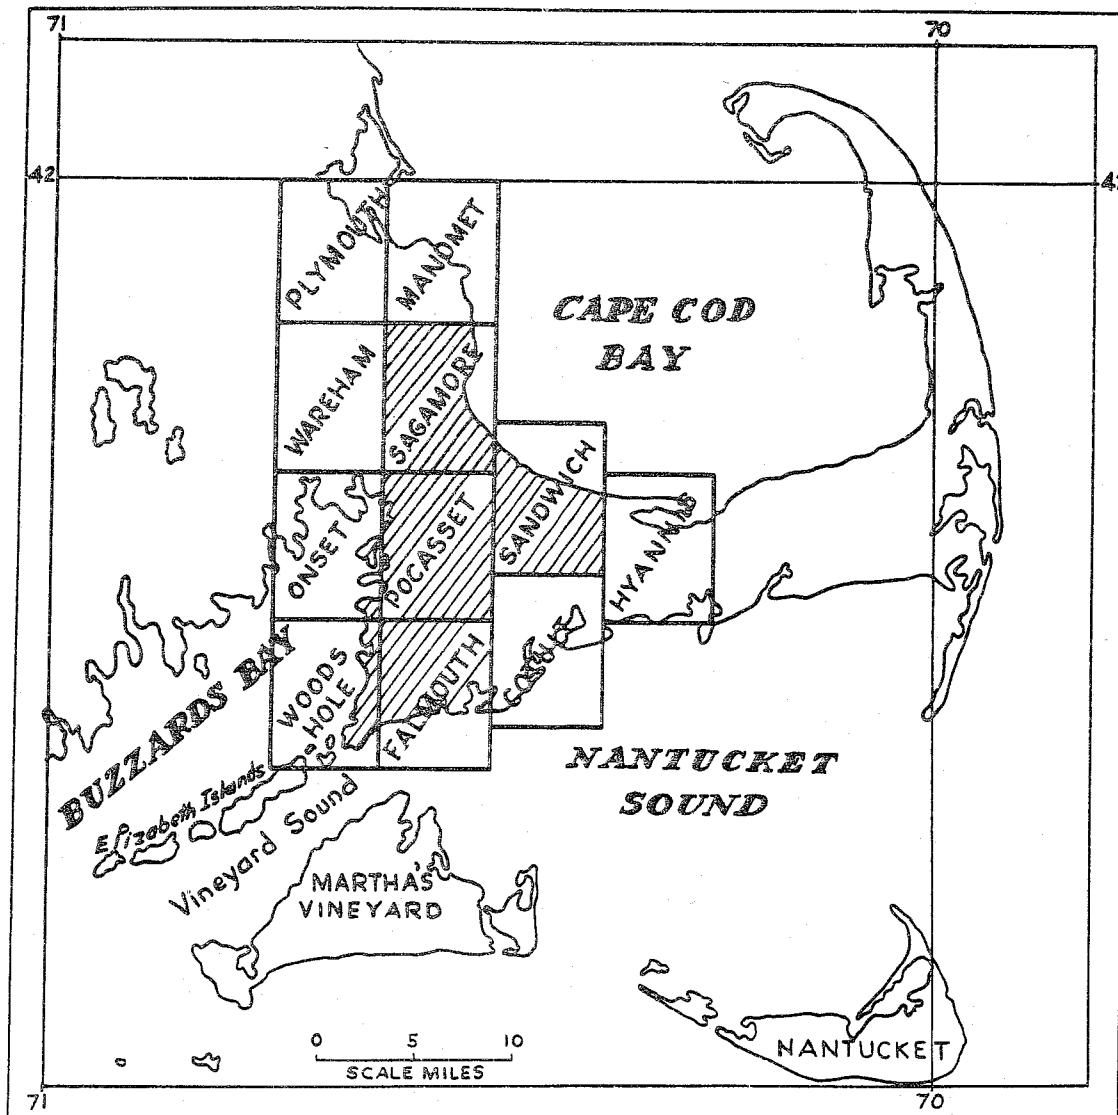 71
70
42
42
PLYMOUTH
MANOMET
CAPE COD
BAY
WAREHAM
SAGAMORE
ONSET
POCASSET
SANDWICH
HYANNIS
BUZZARDS BAY
WOODS
HOLE
FALMOUTH
COTUIT
NANTUCKET
SOUND
Elizabeth Islands
Vineyard Sound
MARTHA'S
VINEYARD
0 5 10
SCALE MILES
NANTUCKET
71
70